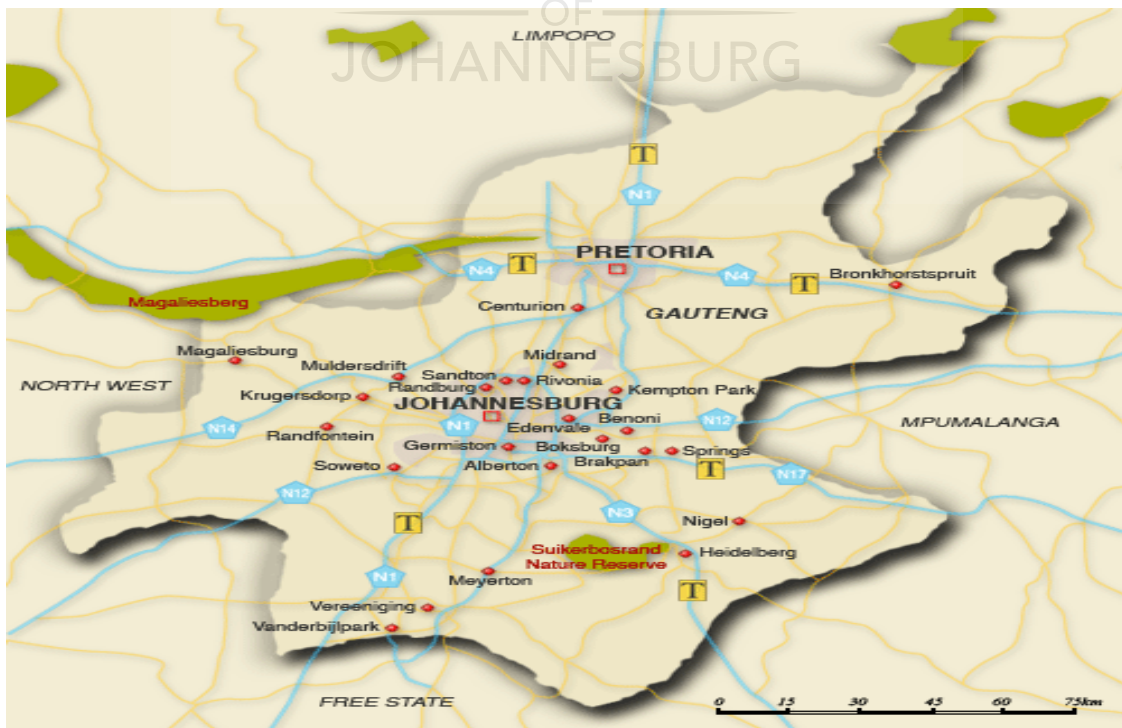 OF
LIMPOPO
JOHANNESBURG
T
N1
PRETORIA
N4
T
N4
T
Bronkhorstspruit
Magaliesberg
Centurion
GAUTENG
Magaliesburg
Midrand
Muldersdrift
Sandton
Rivonia
NORTH WEST
Randburg
Kempton Park
Krugersdorp
JOHANNESBURG
N14
N1
Benoni
N12
MPUMALANGA
Edenvale
Randfontein
Germiston
Boksburg
Springs
Soweto
Alberton
Brakpan
T
N17
N12
N3
T
Nigel
Suikerbosrand
Nature Reserve
Heidelberg
N1
Meyerton
T
Vereeniging
Vanderbijlpark
FREE STATE
0 15 30 45 60 75km